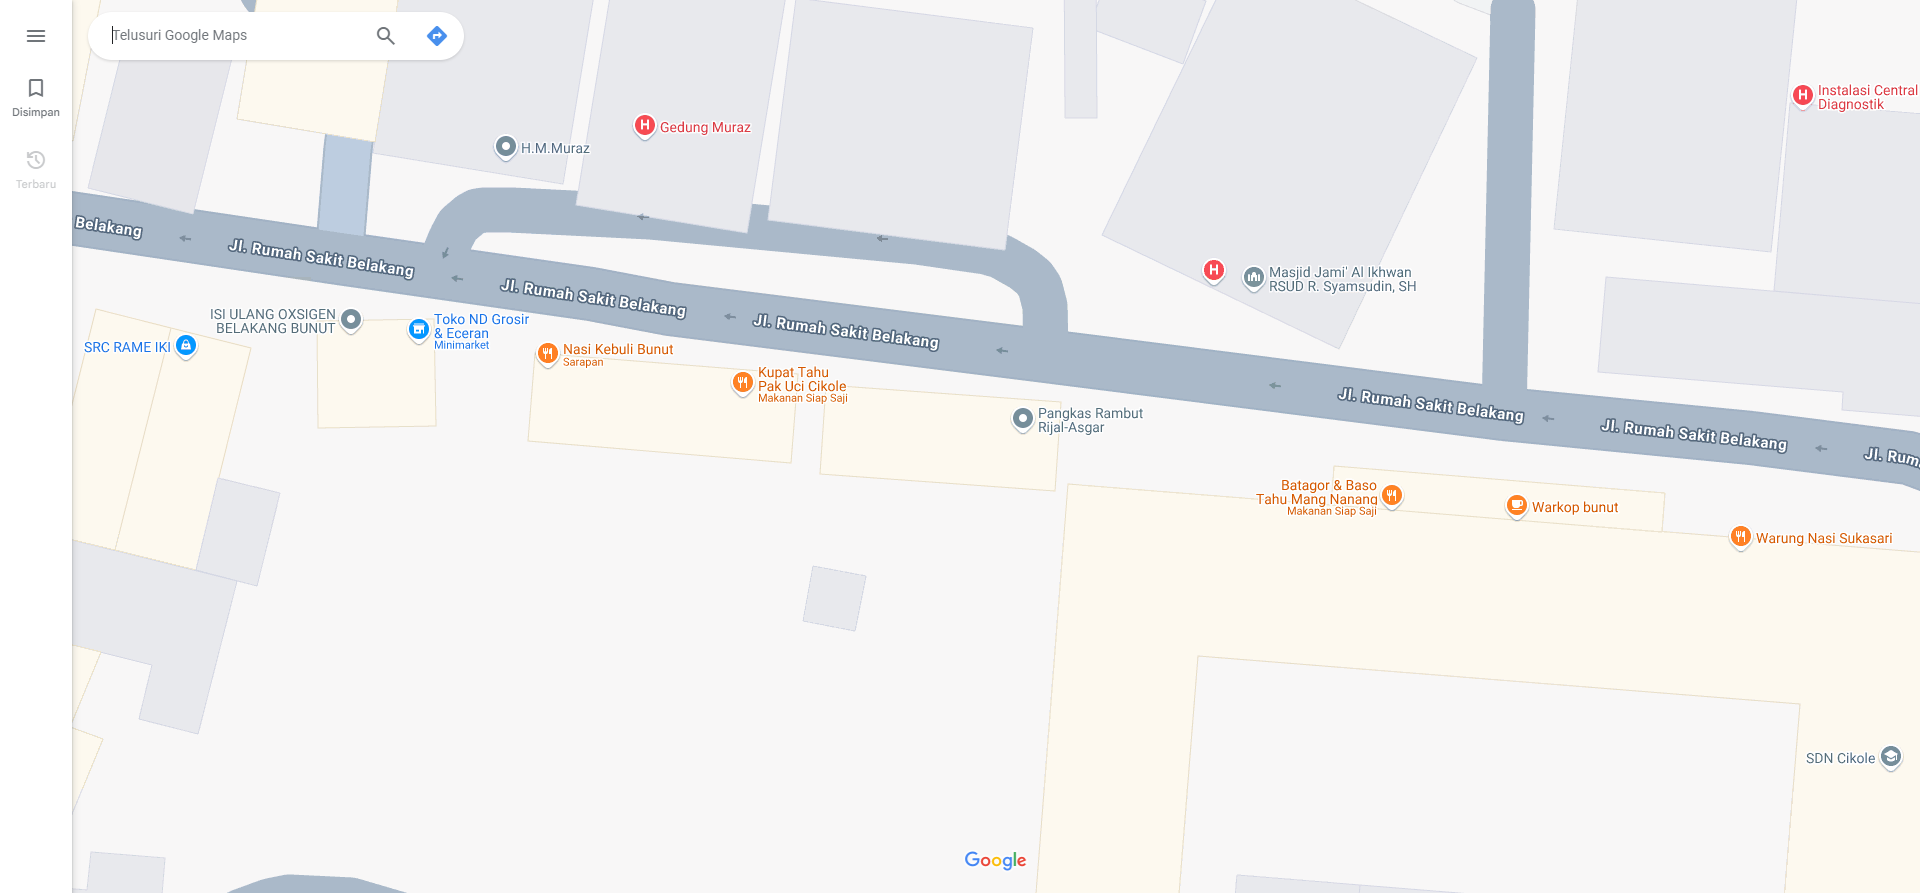 Telusuri Google Maps
Disimpan
Terbaru
Instalasi Central
Diagnostik
Gedung Muraz
H.M.Muraz
Belakang
Jl. Rumah Sakit Belakang
Jl. Rumah Sakit Belakang
Jl. Rumah Sakit Belakang
Jl. Rumah Sakit Belakang
Jl. Rumah Sakit Belakang
Jl. Rum
Masjid Jami' Al Ikhwan
RSUD R. Syamsudin, SH
ISI ULANG OXSIGEN
BELAKANG BUNUT
Toko ND Grosir
& Eceran
Minimarket
SRC RAME IKI
Nasi Kebuli Bunut
Sarapan
Kupat Tahu
Pak Uci Cikole
Makanan Siap Saji
Pangkas Rambut
Rijal-Asgar
Batagor & Baso
Tahu Mang Nanang
Makanan Siap Saji
Warkop bunut
Warung Nasi Sukasari
SDN Cikole
Google